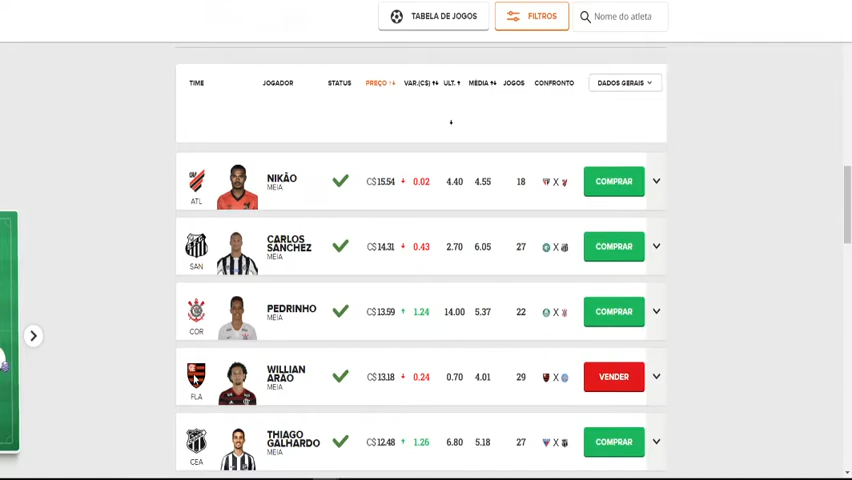 TABELA DE JOGOS
FILTROS
Nome do atleta
TIME JOGADOR STATUS PREÇO VAR.(C$) ULT. MÉDIA JOGOS CONFRONTO DADOS GERAIS
ATL
NIKÃO
MEIA
C$ 15.54 0.02 4.40 4.55 18 X COMPRAR
SAN
CARLOS
SANCHEZ
MEIA
C$ 14.31 0.43 2.70 6.05 27 X COMPRAR
COR
PEDRINHO
MEIA
C$ 13.59 1.24 14.00 5.37 22 X COMPRAR
FLA
WILLIAN
ARÃO
MEIA
C$ 13.18 0.24 0.70 4.01 29 X VENDER
CEA
THIAGO
GALHARDO
MEIA
C$ 12.48 1.26 6.80 5.18 27 X COMPRAR